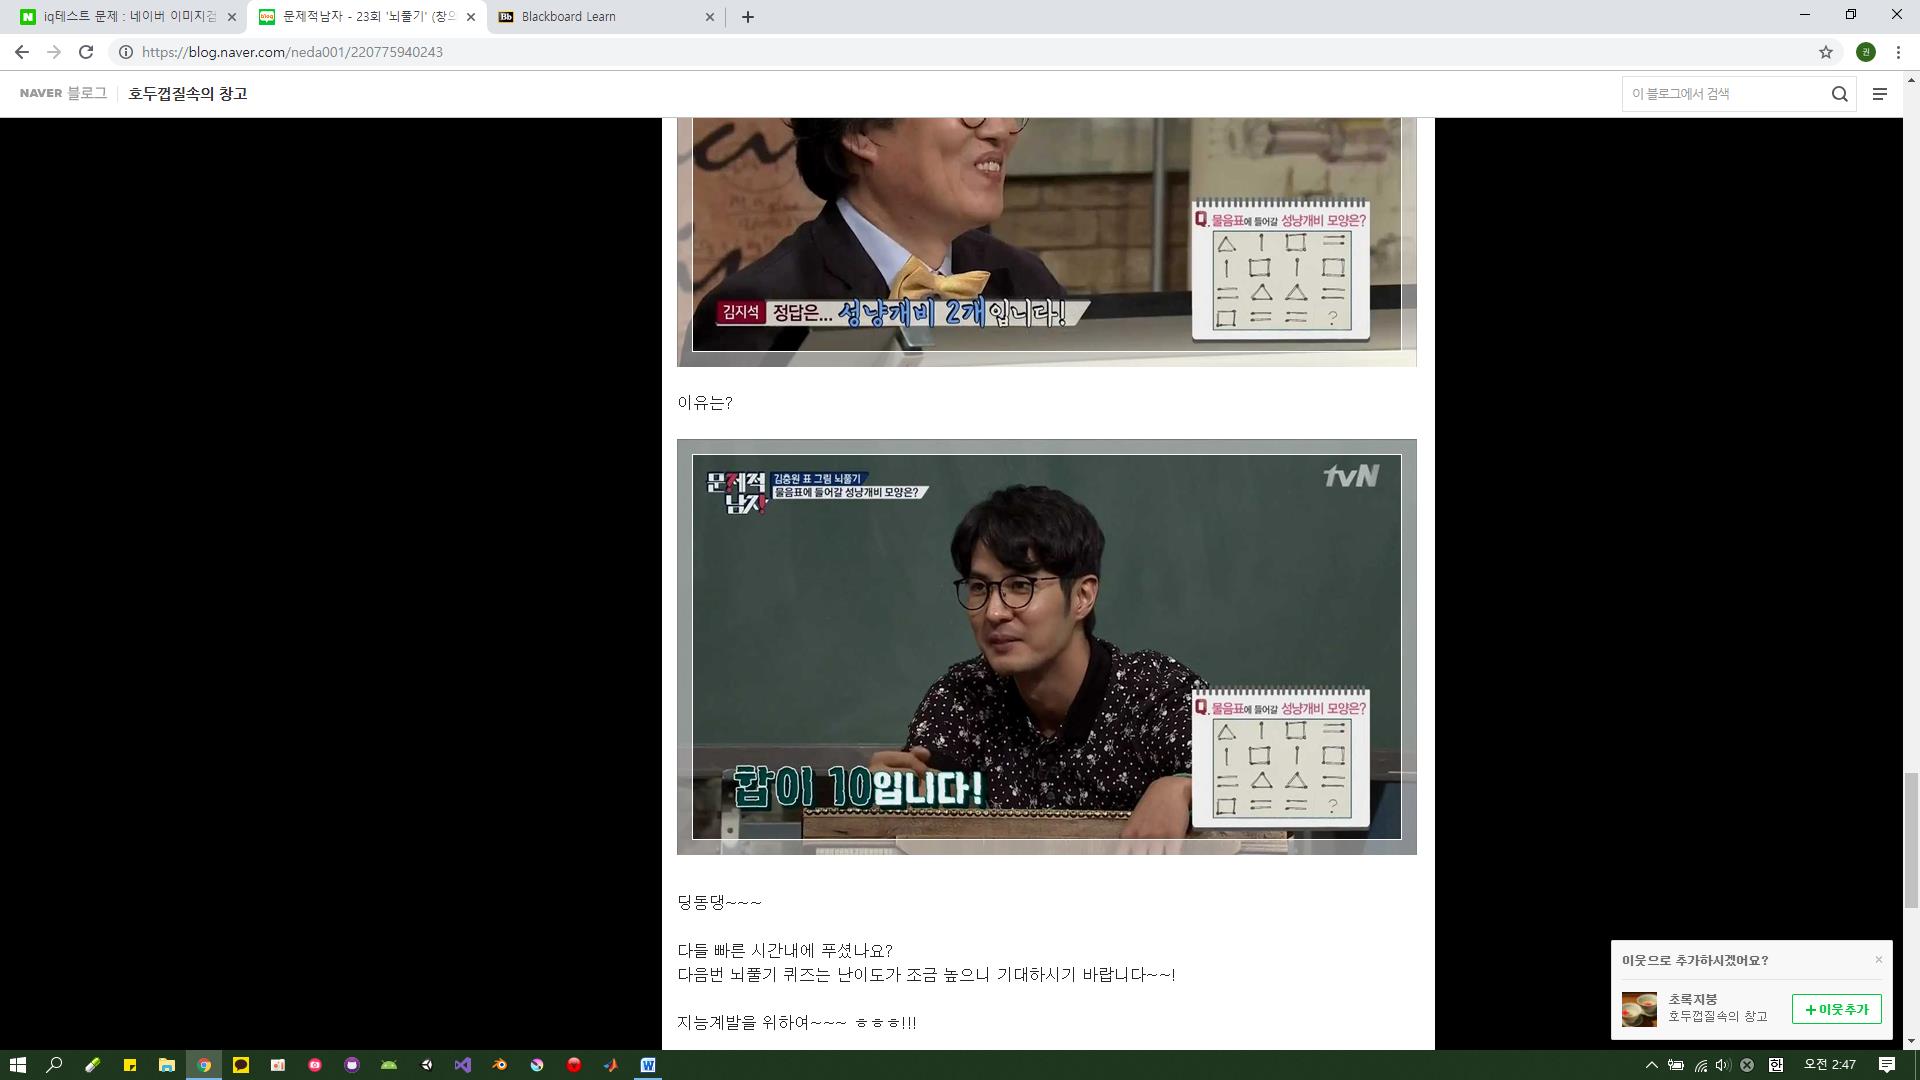 iq테스트 문제 : 네이버 이미지검
문제적남자 - 23회 '뇌풀기' (창의
Blackboard Learn
https://blog.naver.com/neda001/220775940243
권
NAVER 블로그
호두껍질속의 창고
이 블로그에서 검색
Q. 물음표에 들어갈 성냥개비 모양은?
?
김지석 정답은... 성냥개비 2개입니다!
이유는?
문제적
남자
김충원 표 그림 뇌풀기
물음표에 들어갈 성냥개비 모양은?
tvN
Q. 물음표에 들어갈 성냥개비 모양은?
?
합이 10입니다!
딩동댕~~~
다들 빠른 시간내에 푸셨나요?
다음번 뇌풀기 퀴즈는 난이도가 조금 높으니 기대하시기 바랍니다~~!
지능계발을 위하여~~~ ㅎㅎㅎ!!!
이웃으로 추가하시겠어요?
초록지붕
호두껍질속의 창고
+이웃추가
한
오전 2:47